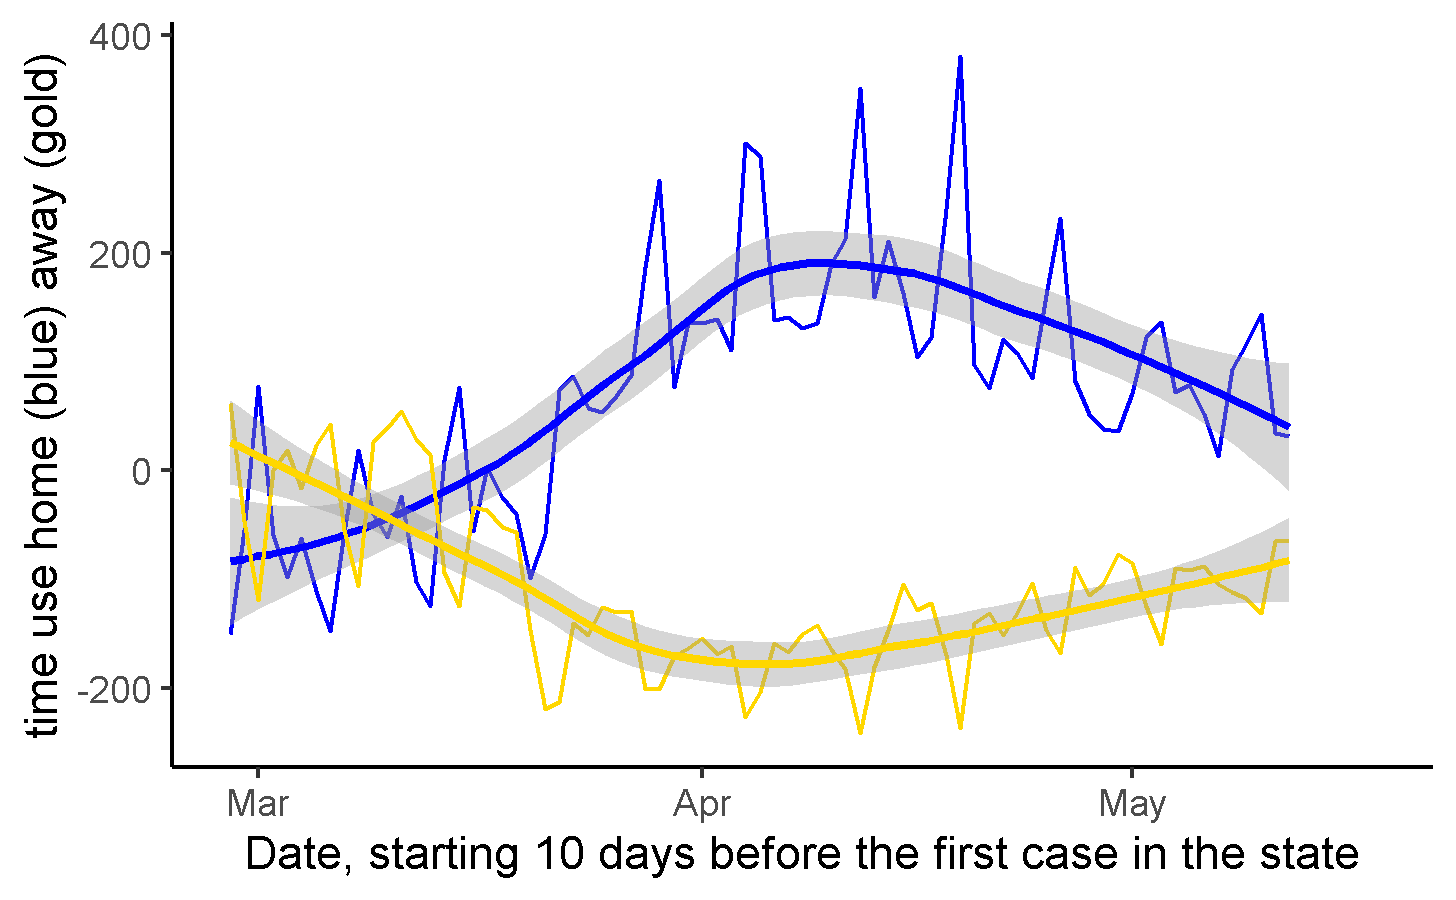 time use home (blue) away (gold)
400
200
0
-200
Mar
Apr
May
Date, starting 10 days before the first case in the state